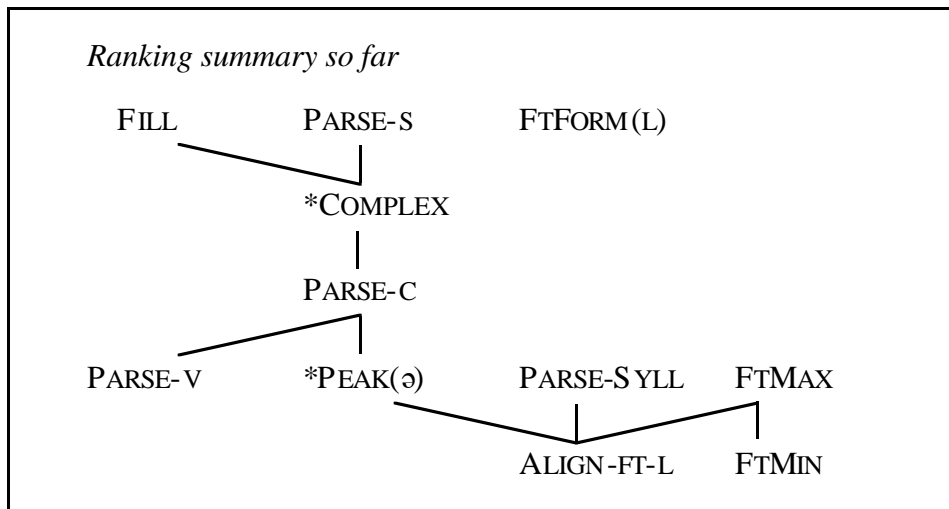 Ranking summary so far
FILL PARSE-S FTFORM(L)
*COMPLEX
PARSE-C
PARSE-V *PEAK(ə) PARSE-SYLL FTMAX
ALIGN-FT-L FTMIN